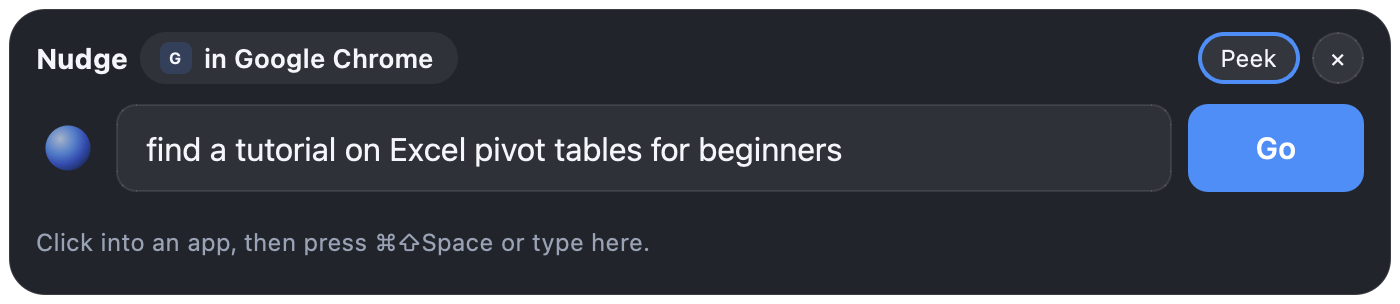 Nudge G in Google Chrome Peek ×
find a tutorial on Excel pivot tables for beginners Go
Click into an app, then press ⌘⇧Space or type here.